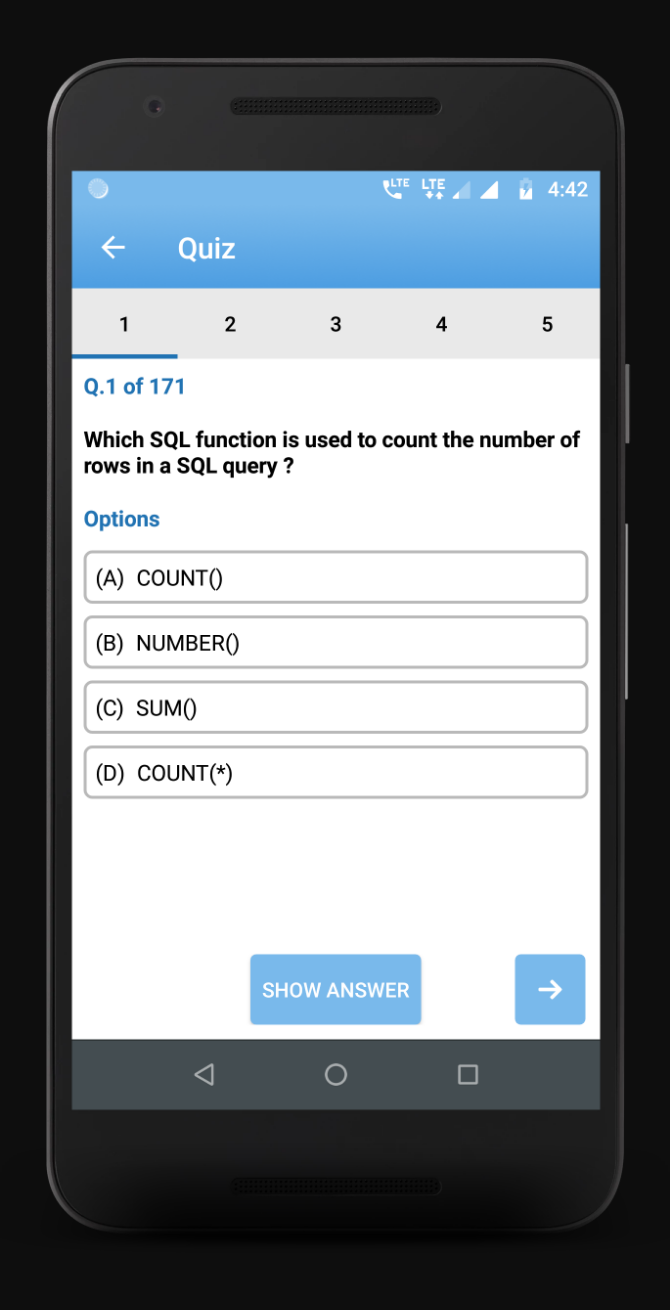 LTE LTE 4:42
Quiz
1 2 3 4 5
Q.1 of 171
Which SQL function is used to count the number of
rows in a SQL query ?
Options
(A) COUNT()
(B) NUMBER()
(C) SUM()
(D) COUNT(*)
SHOW ANSWER